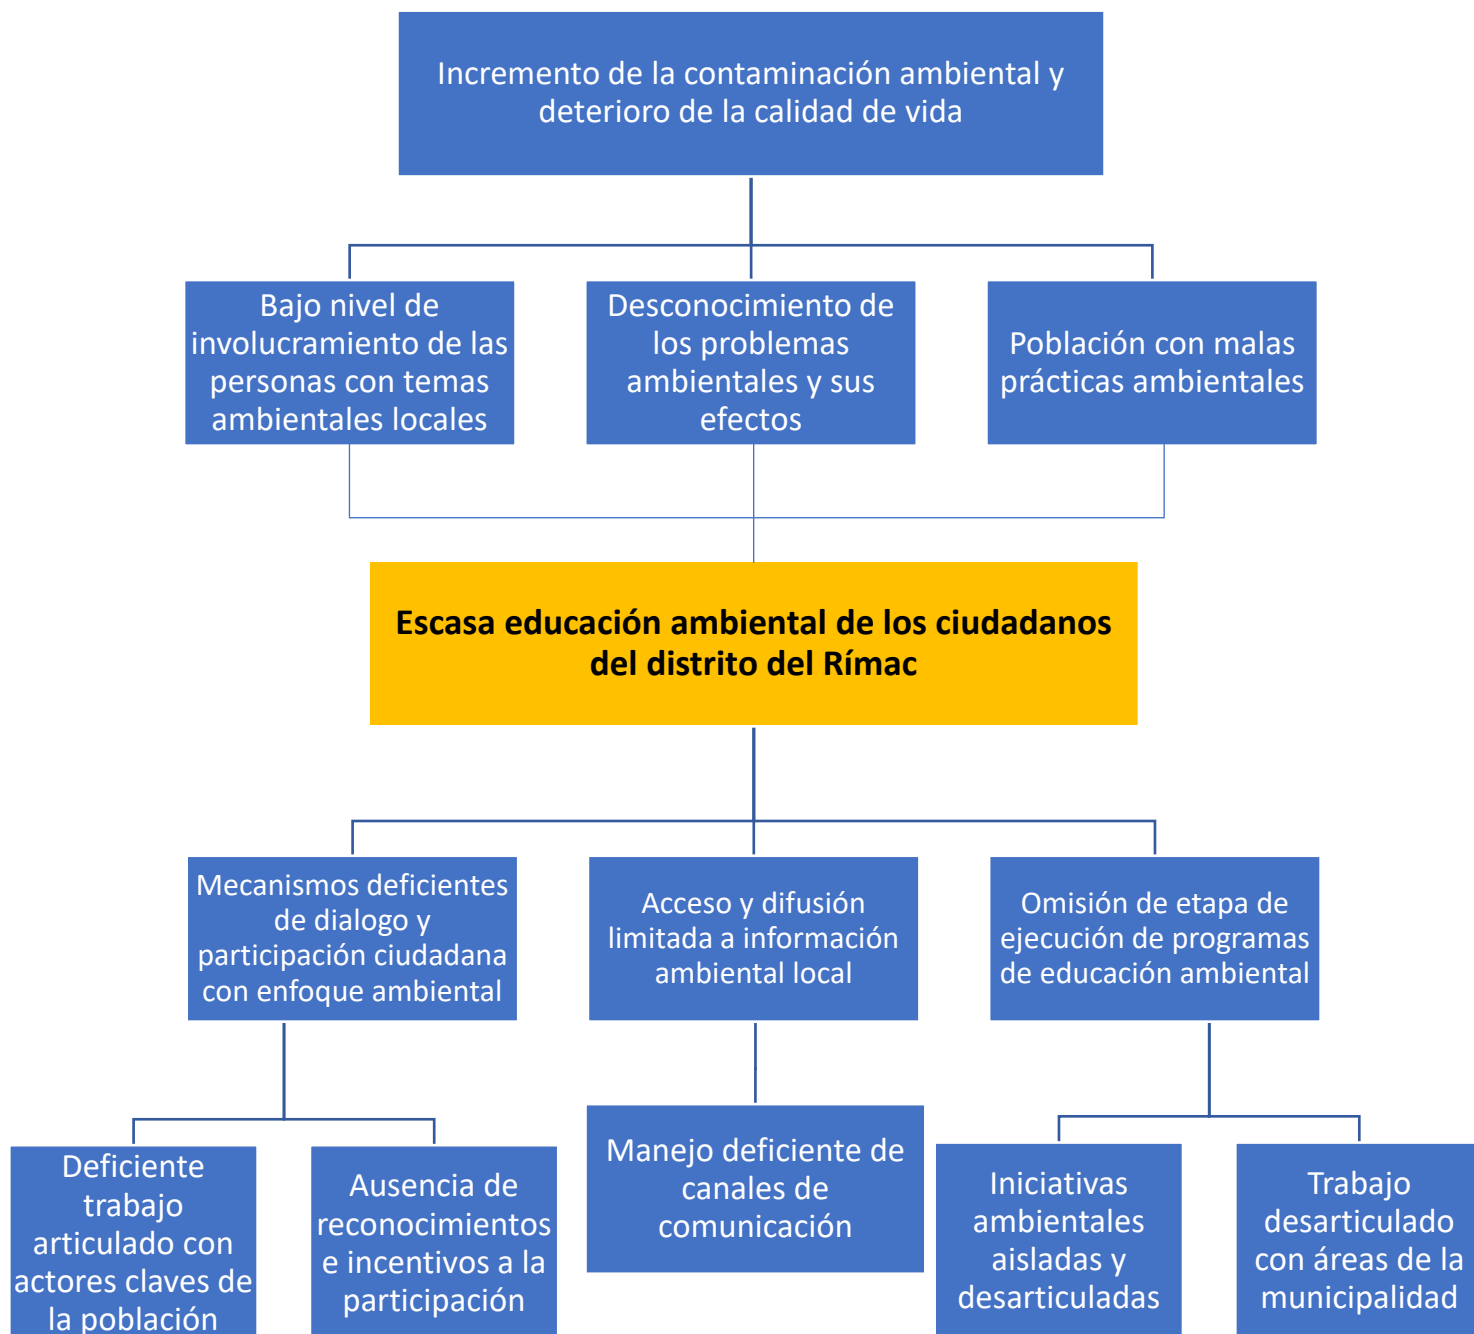 Incremento de la contaminación ambiental y
deterioro de la calidad de vida
Bajo nivel de
involucramiento de las
personas con temas
ambientales locales
Desconocimiento de
los problemas
ambientales y sus
efectos
Población con malas
prácticas ambientales
Escasa educación ambiental de los ciudadanos
del distrito del Rímac
Mecanismos deficientes
de dialogo y
participación ciudadana
con enfoque ambiental
Acceso y difusión
limitada a información
ambiental local
Omisión de etapa de
ejecución de programas
de educación ambiental
Deficiente
trabajo
articulado con
actores claves de
la población
Ausencia de
reconocimientos
e incentivos a la
participación
Manejo deficiente de
canales de
comunicación
Iniciativas
ambientales
aisladas y
desarticuladas
Trabajo
desarticulado
con áreas de la
municipalidad